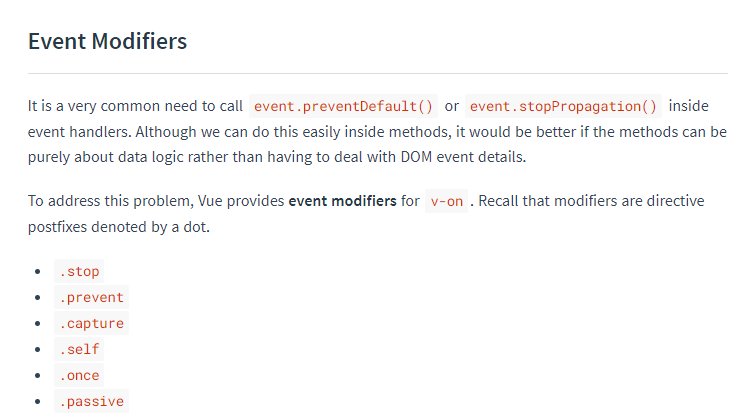 Event Modifiers
It is a very common need to call event.preventDefault() or event.stopPropagation() inside
event handlers. Although we can do this easily inside methods, it would be better if the methods can be
purely about data logic rather than having to deal with DOM event details.
To address this problem, Vue provides event modifiers for v-on . Recall that modifiers are directive
postfixes denoted by a dot.
• .stop
• .prevent
• .capture
• .self
• .once
• .passive